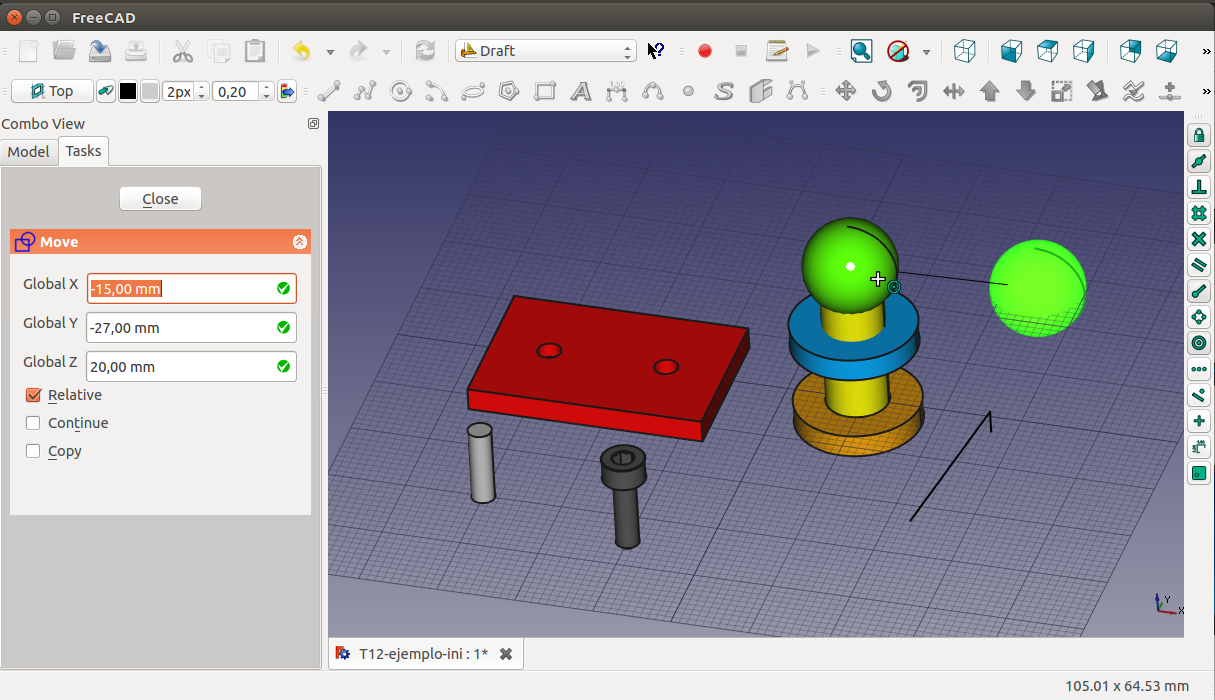 FreeCAD
Draft
Top
2px
0,20
Combo View
Model
Tasks
Close
Move
Global X
-15,00 mm
Global Y
-27,00 mm
Global Z
20,00 mm
Relative
Continue
Copy
Y
X
T12-ejemplo-ini : 1*
105.01 x 64.53 mm